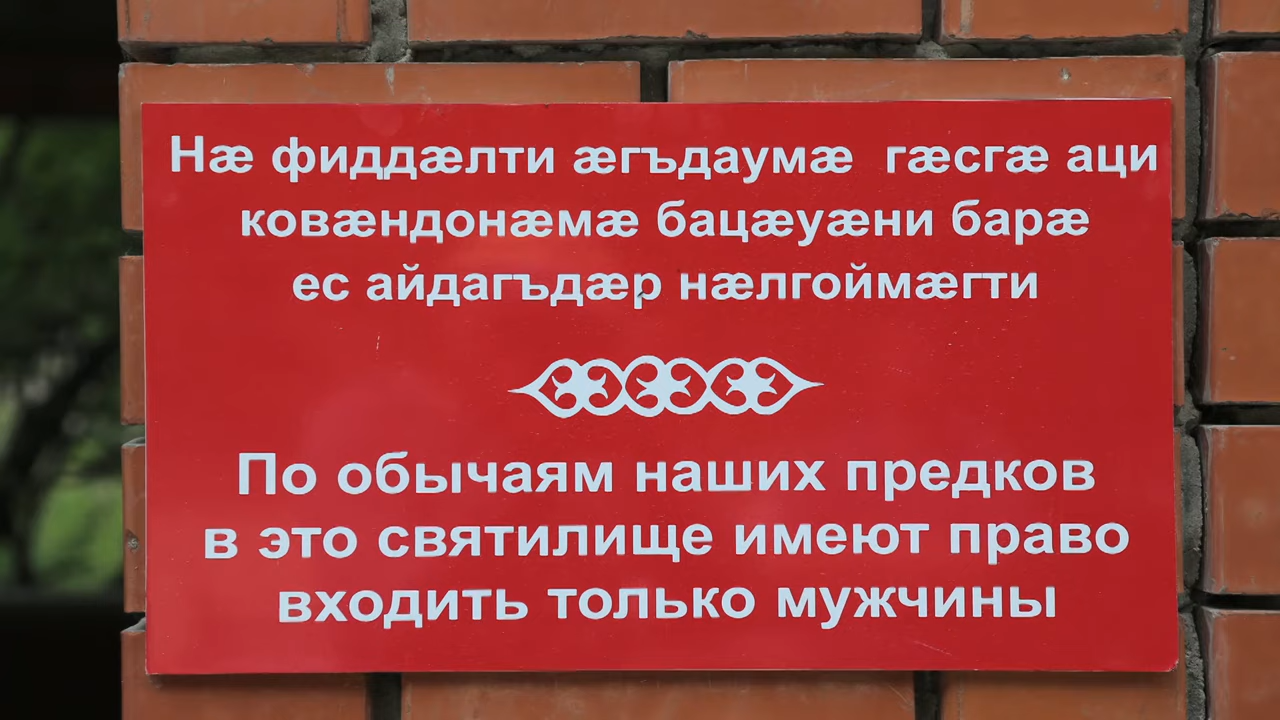 Нæ фиддæлти æгъдаумæ гæсгæ аци
ковæндонæмæ бацæуæни барæ
ес айдагъдæр нæлгоймæгти
По обычаям наших предков
в это святилище имеют право
входить только мужчины